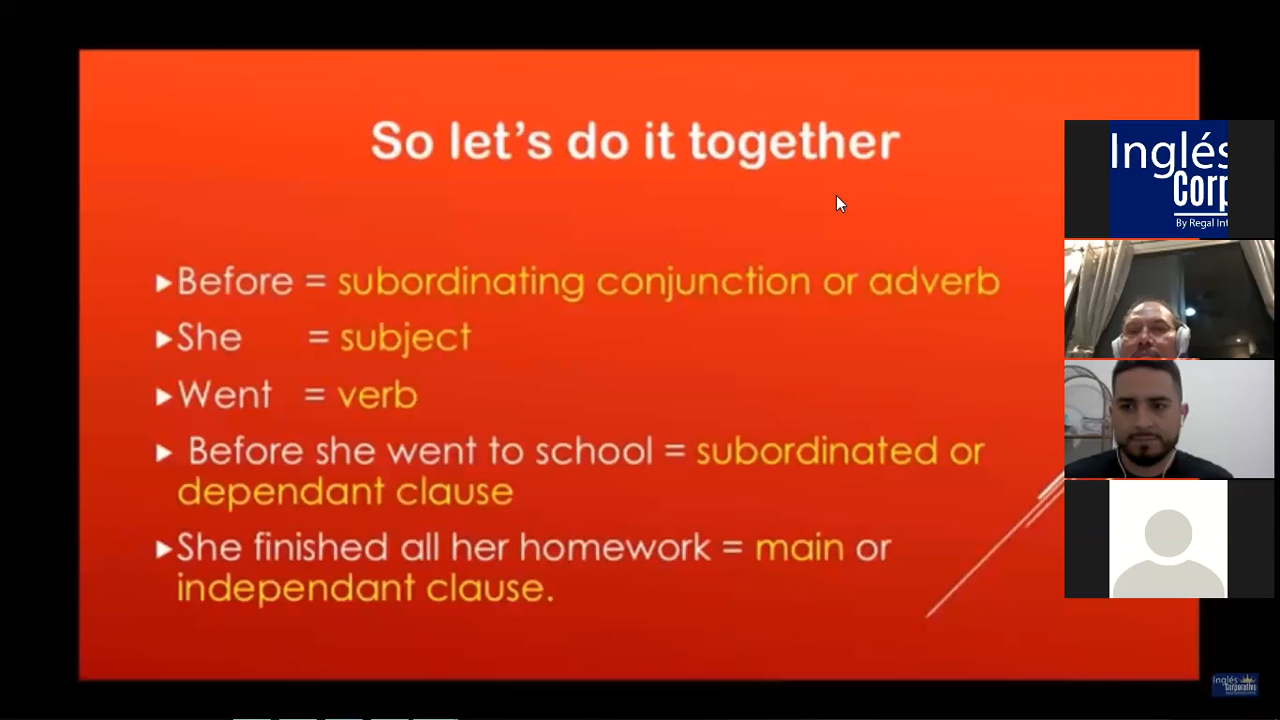 So let's do it together
▸Before = subordinating conjunction or adverb
▸She = subject
▸Went = verb
▸ Before she went to school = subordinated or
dependant clause
▸She finished all her homework = main or
independant clause.
Inglés
Corp
By Regal Int
Inglés
Corporativo